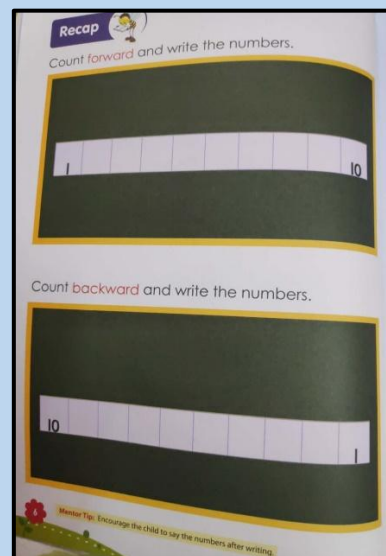 Recap
Count forward and write the numbers.
1 10
Count backward and write the numbers.
10 1
6
Mentor Tip: Encourage the child to say the numbers after writing.